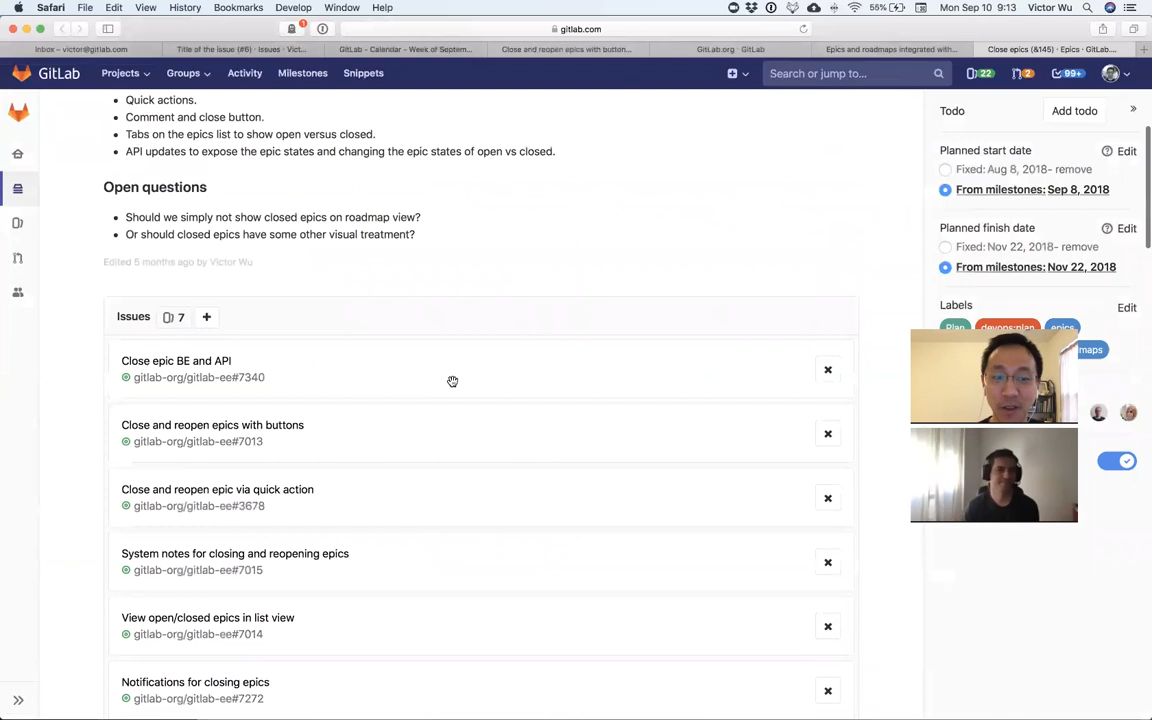 Safari File Edit View History Bookmarks Develop Window Help 55% Mon Sep 10 9:13 Victor Wu
gitlab.com
Inbox – victor@gitlab.com Title of the issue (#6) · Issues · Vict... GitLab - Calendar - Week of Septem... Close and reopen epics with button... GitLab.org · GitLab Epics and roadmaps integrated with... Close epics (&145) · Epics · GitLab....
GitLab Projects Groups Activity Milestones Snippets Search or jump to... 22 2 99+
Quick actions.
Comment and close button.
Tabs on the epics list to show open versus closed.
API updates to expose the epic states and changing the epic states of open vs closed.
Open questions
Should we simply not show closed epics on roadmap view?
Or should closed epics have some other visual treatment?
Edited 5 months ago by Victor Wu
Issues 7 +
Close epic BE and API
gitlab-org/gitlab-ee#7340
Close and reopen epics with buttons
gitlab-org/gitlab-ee#7013
Close and reopen epic via quick action
gitlab-org/gitlab-ee#3678
System notes for closing and reopening epics
gitlab-org/gitlab-ee#7015
View open/closed epics in list view
gitlab-org/gitlab-ee#7014
Notifications for closing epics
gitlab-org/gitlab-ee#7272
Todo Add todo »
Planned start date Edit
Fixed: Aug 8, 2018- remove
From milestones: Sep 8, 2018
Planned finish date Edit
Fixed: Nov 22, 2018- remove
From milestones: Nov 22, 2018
Labels Edit
Plan devops:plan epics
maps